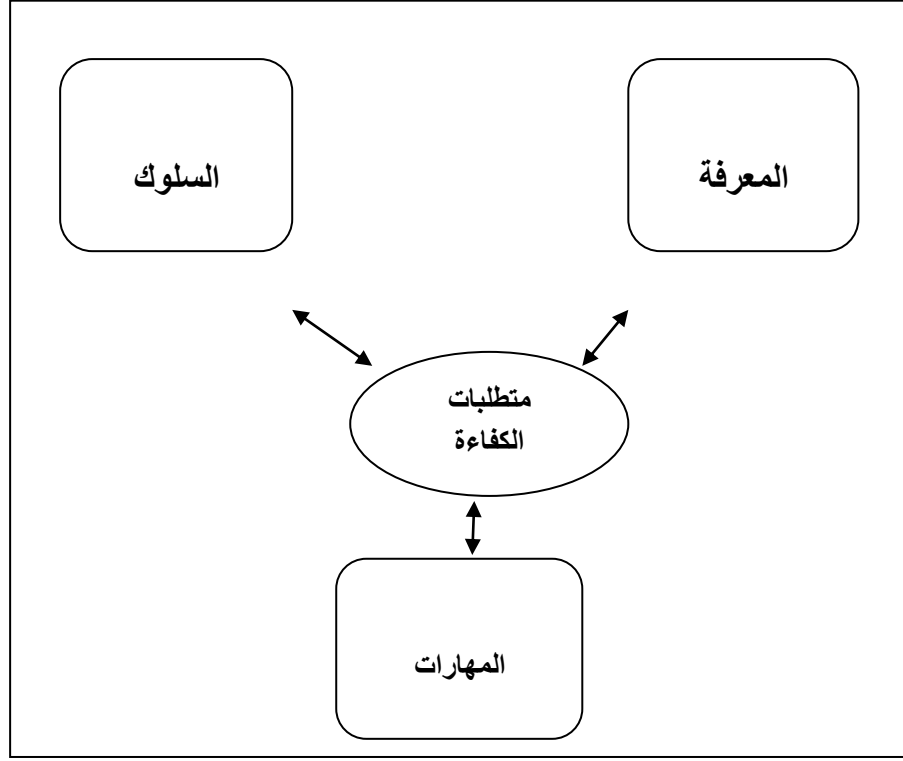 المعرفة
السلوك
متطلبات
الكفاءة
المهارات